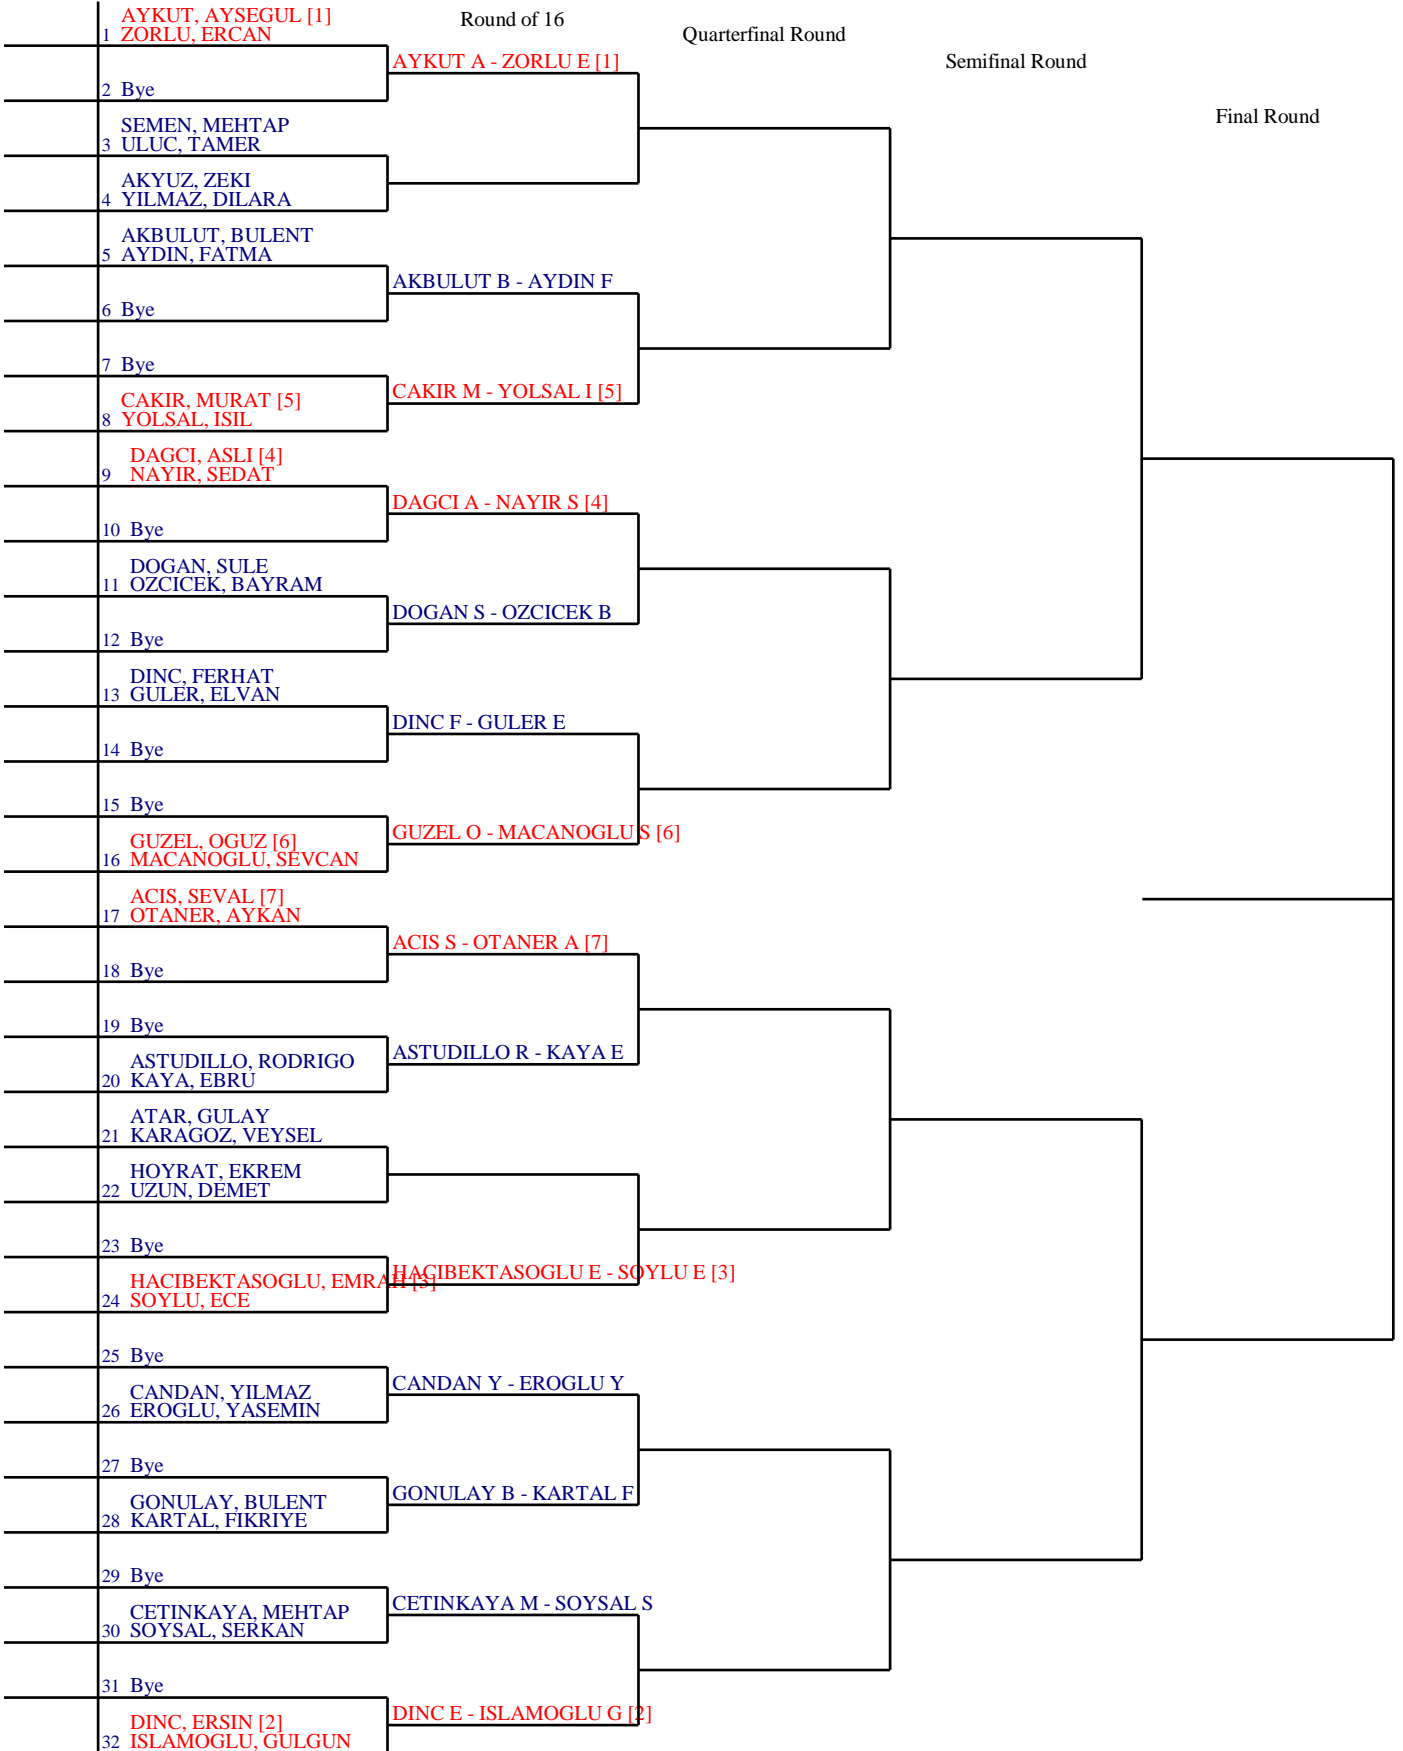 AYKUT, AYSEGUL [1]
1 ZORLU, ERCAN
Round of 16
Quarterfinal Round
Semifinal Round
Final Round
AYKUT A - ZORLU E [1]
2 Bye
SEMEN, MEHTAP
3 ULUC, TAMER
AKYUZ, ZEKI
4 YILMAZ, DILARA
AKBULUT, BULENT
5 AYDIN, FATMA
AKBULUT B - AYDIN F
6 Bye
7 Bye
CAKIR, MURAT [5]
8 YOLSAL, ISIL
CAKIR M - YOLSAL I [5]
DAGCI, ASLI [4]
9 NAYIR, SEDAT
DAGCI A - NAYIR S [4]
10 Bye
DOGAN, SULE
11 OZCICEK, BAYRAM
DOGAN S - OZCICEK B
12 Bye
DINC, FERHAT
13 GULER, ELVAN
DINC F - GULER E
14 Bye
15 Bye
GUZEL, OGUZ [6]
16 MACANOGLU, SEVCAN
GUZEL O - MACANOGLU S [6]
ACIS, SEVAL [7]
17 OTANER, AYKAN
ACIS S - OTANER A [7]
18 Bye
19 Bye
ASTUDILLO, RODRIGO
20 KAYA, EBRU
ASTUDILLO R - KAYA E
ATAR, GULAY
21 KARAGOZ, VEYSEL
HOYRAT, EKREM
22 UZUN, DEMET
23 Bye
HACIBEKTASOGLU, EMRAH [3]
24 SOYLU, ECE
HACIBEKTASOGLU E - SOYLU E [3]
25 Bye
CANDAN, YILMAZ
26 EROGLU, YASEMIN
CANDAN Y - EROGLU Y
27 Bye
GONULAY, BULENT
28 KARTAL, FIKRIYE
GONULAY B - KARTAL F
29 Bye
CETINKAYA, MEHTAP
30 SOYSAL, SERKAN
CETINKAYA M - SOYSAL S
31 Bye
DINC, ERSIN [2]
32 ISLAMOGLU, GULGUN
DINC E - ISLAMOGLU G [2]